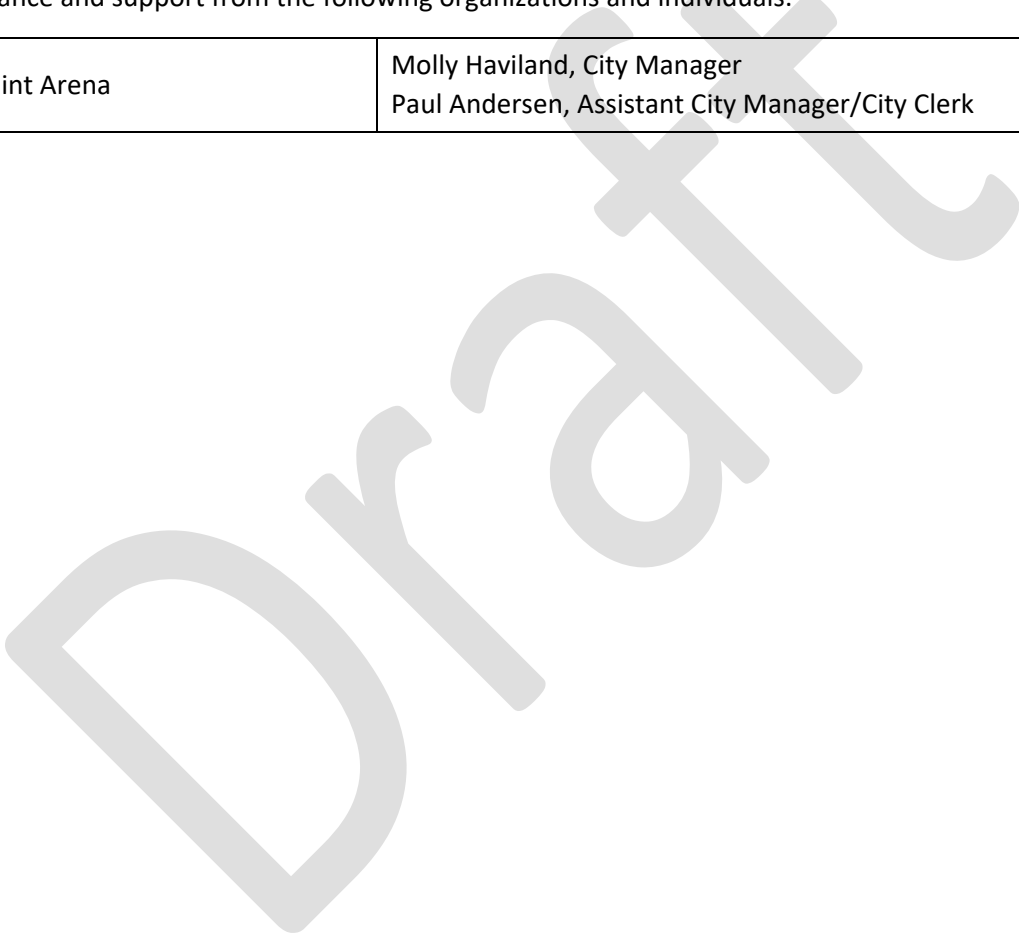 ance and support from the following organizations and individuals:
int Arena
Molly Haviland, City Manager
Paul Andersen, Assistant City Manager/City Clerk
Draft